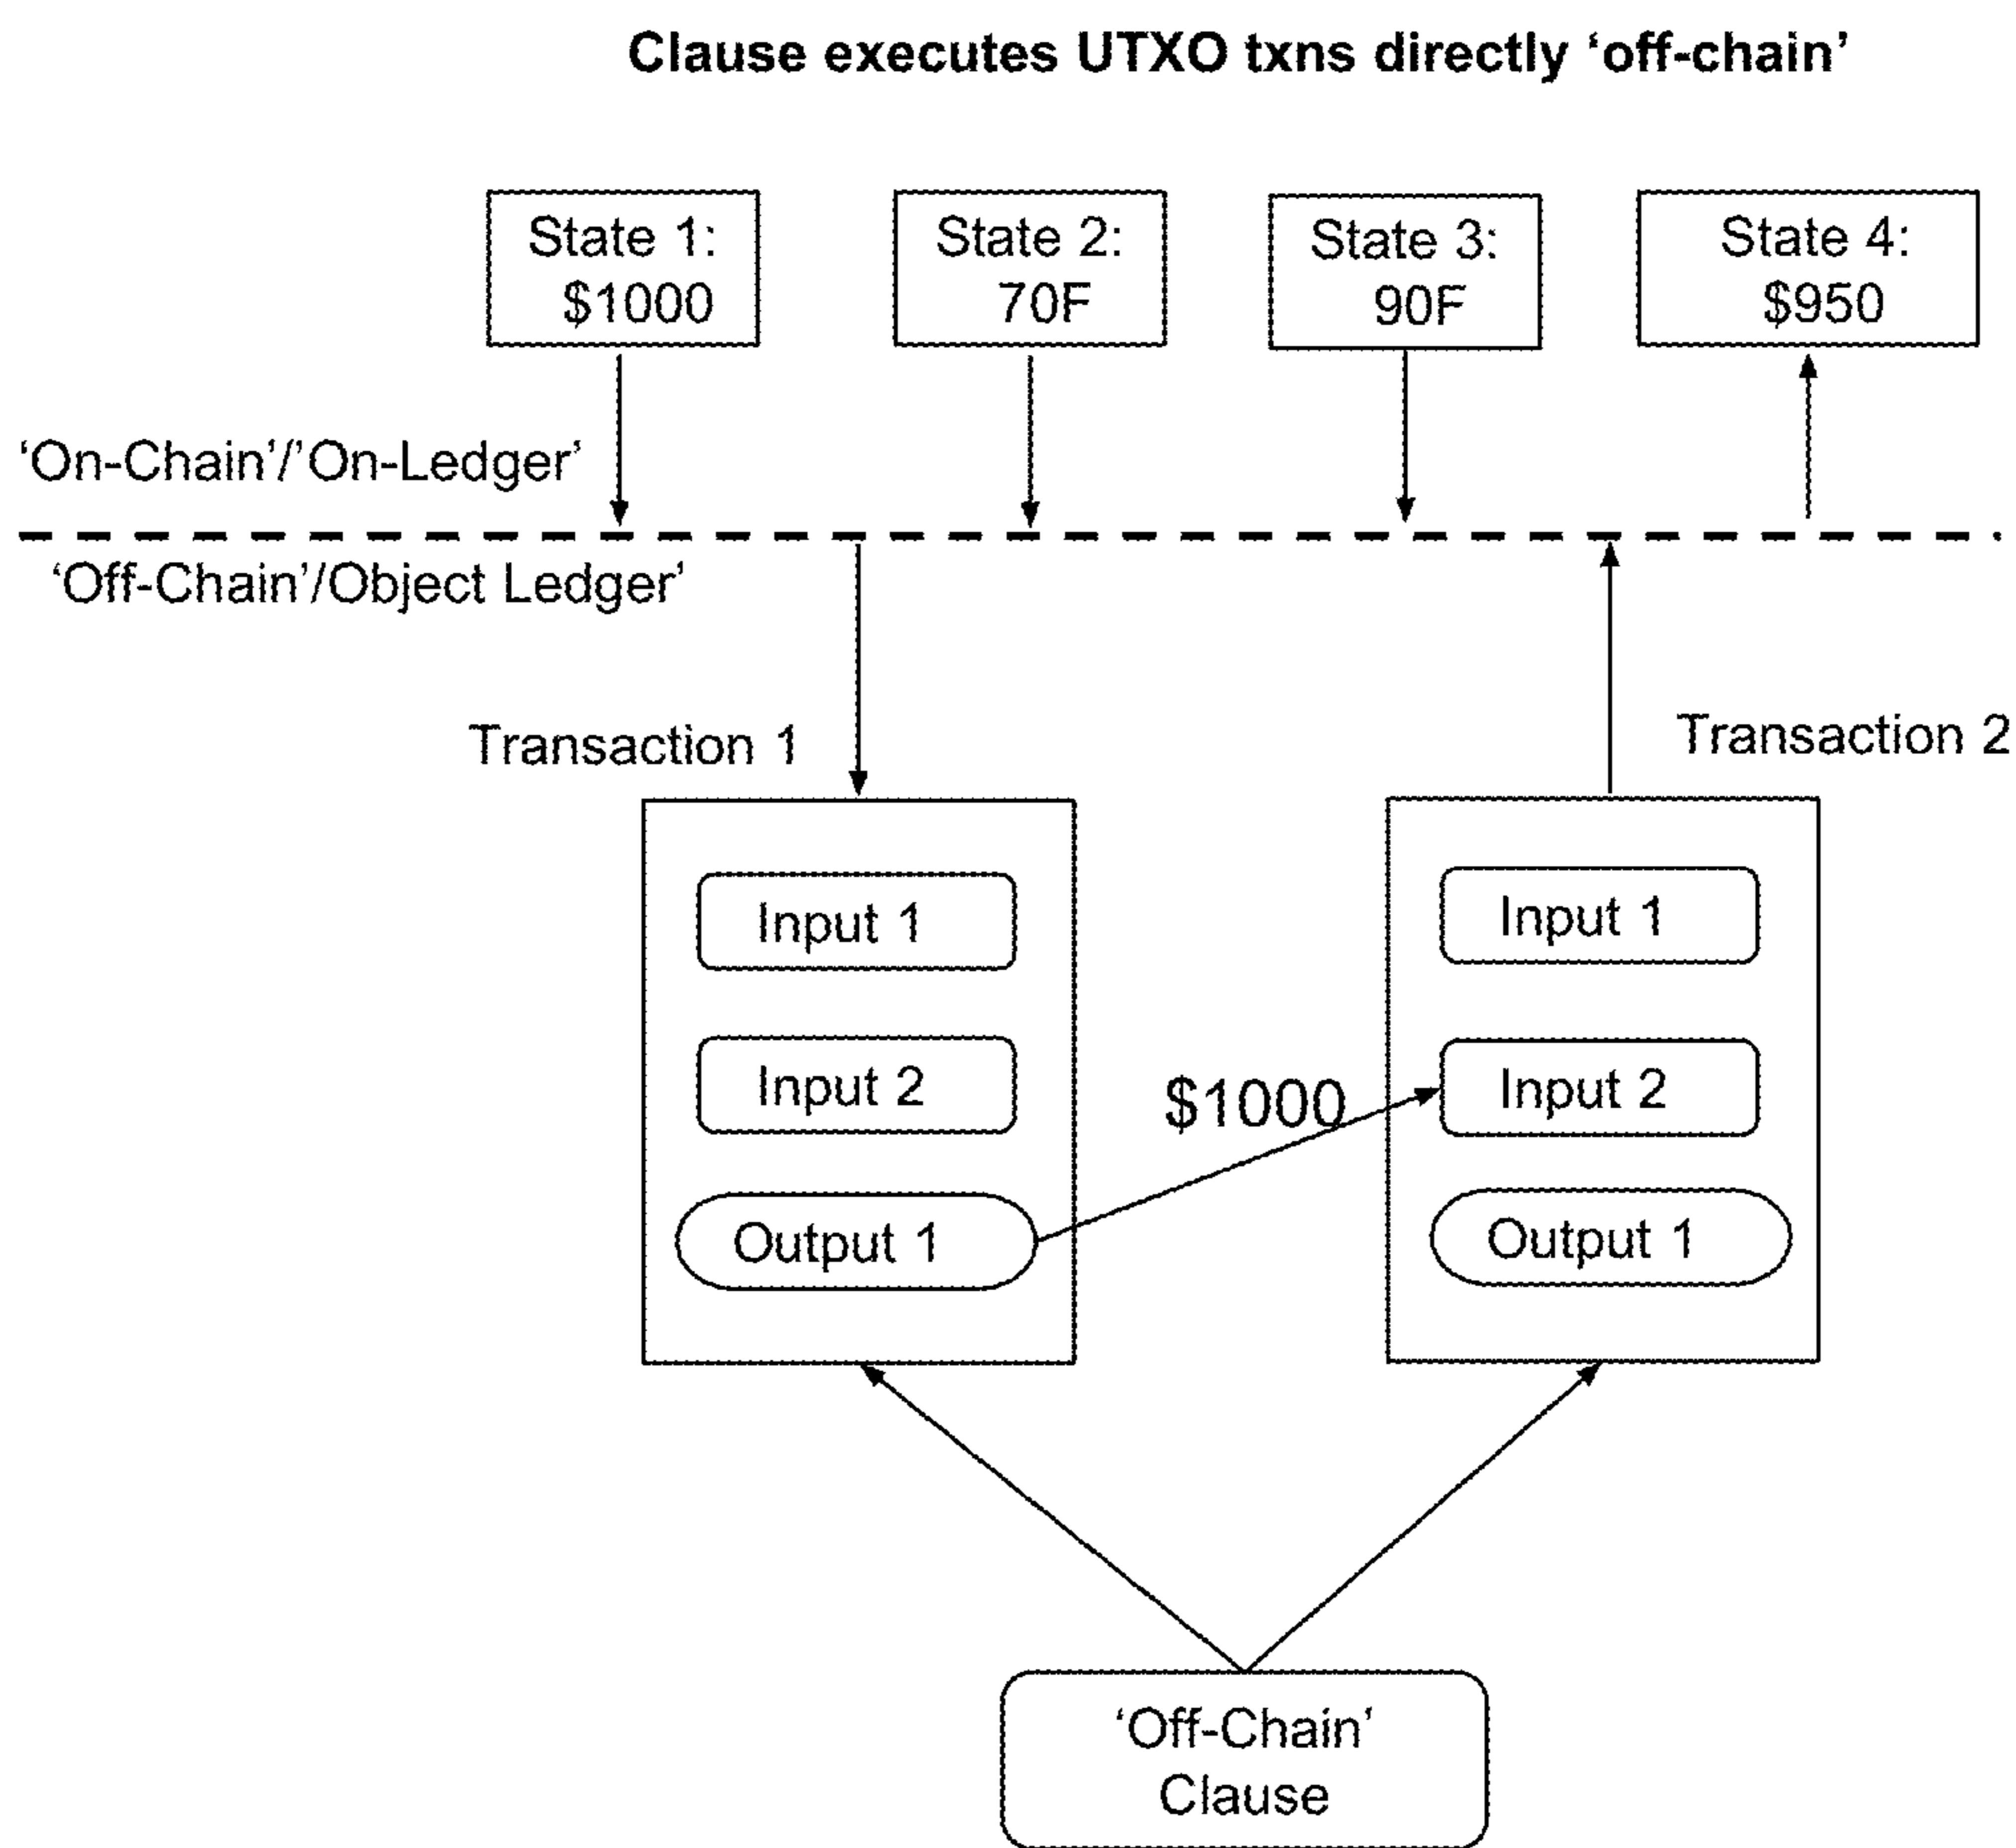 Clause executes UTXO txns directly ‘off-chain’
State 1:
$1000
State 2:
70F
State 3:
90F
State 4:
$950
‘On-Chain’/’On-Ledger’
‘Off-Chain’/Object Ledger’
Transaction 1
Transaction 2
Input 1
Input 2
Output 1
$1000
Input 1
Input 2
Output 1
‘Off-Chain‘
Clause